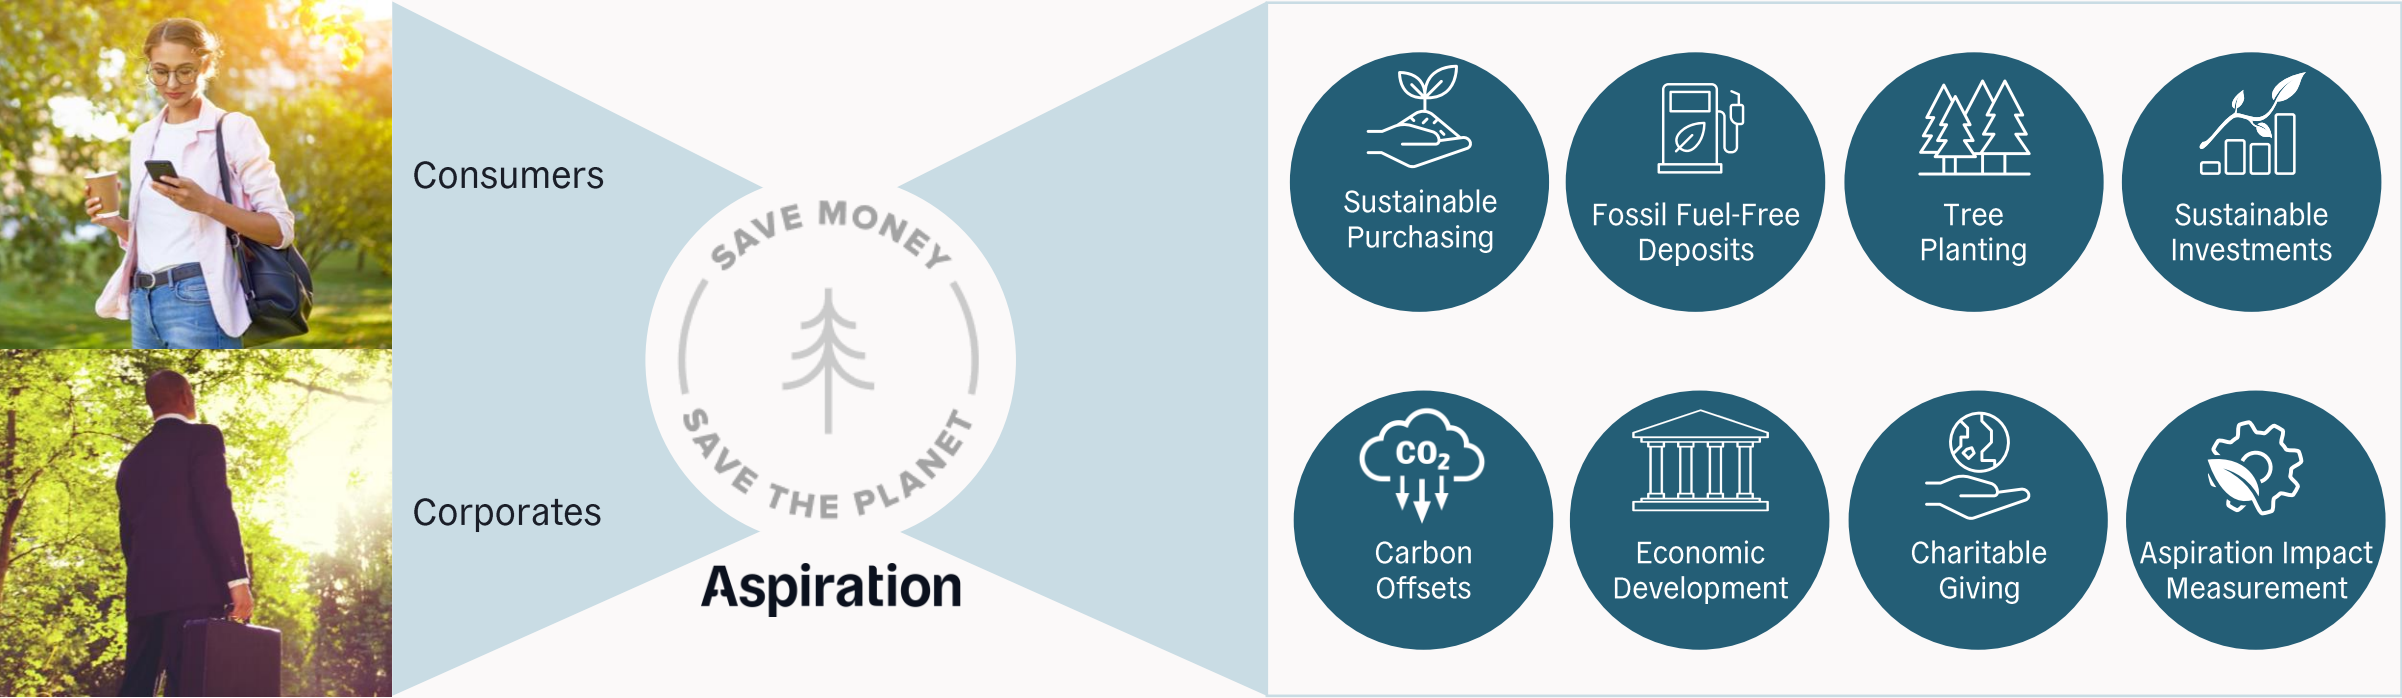 Consumers
Corporates
SAVE MONEY
SAVE THE PLANET
Aspiration
Sustainable
Purchasing
Fossil Fuel-Free
Deposits
Tree
Planting
Sustainable
Investments
CO₂
Carbon
Offsets
Economic
Development
Charitable
Giving
Aspiration Impact
Measurement